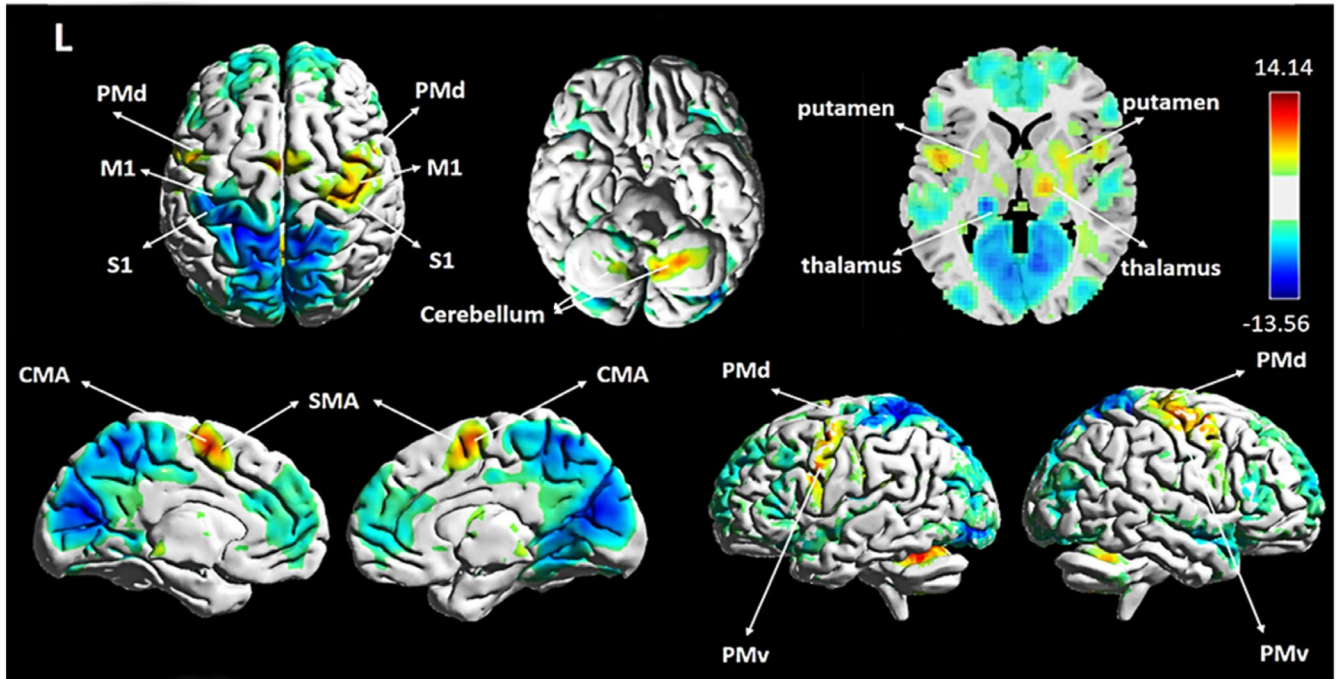 L
PMd
PMd
M1
M1
S1
S1
Cerebellum
putamen
putamen
thalamus
thalamus
14.14
-13.56
CMA
SMA
CMA
PMd
PMd
PMv
PMv